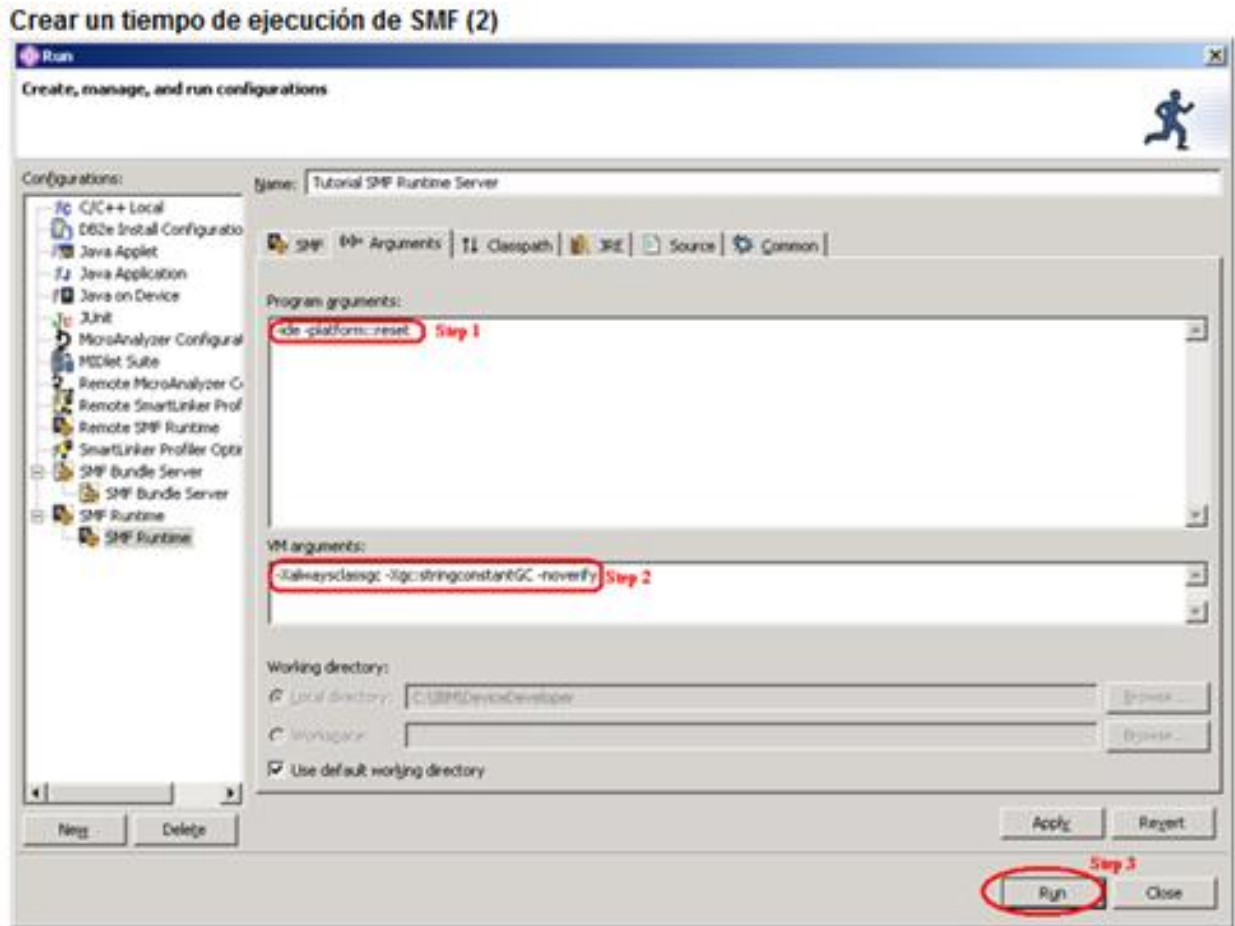 Crear un tiempo de ejecución de SMF (2)
Run
Create, manage, and run configurations
Configurations:
Name: Tutorial SMF Runtime Server
C/C++ Local
DB2e Install Configuratio
Java Applet
Java Application
Java on Device
JUnit
MicroAnalyzer Configurat
MIDlet Suite
Remote MicroAnalyzer C
Remote SmartLinker Prof
Remote SMF Runtime
SmartLinker Profiler Opti
SMF Bundle Server
SMF Bundle Server
SMF Runtime
SMF Runtime
SMF Arguments Classpath JRE Source Common
Program arguments:
-ide -platform::reset Step 1
VM arguments:
-Xalwaysclassgc -Xgc:stringconstantGC -noverify Step 2
Working directory:
Local directory: C:\IBM\DeviceDeveloper Browse...
Workspace: Browse...
Use default working directory
New Delete
Apply Revert
Step 3
Run Close